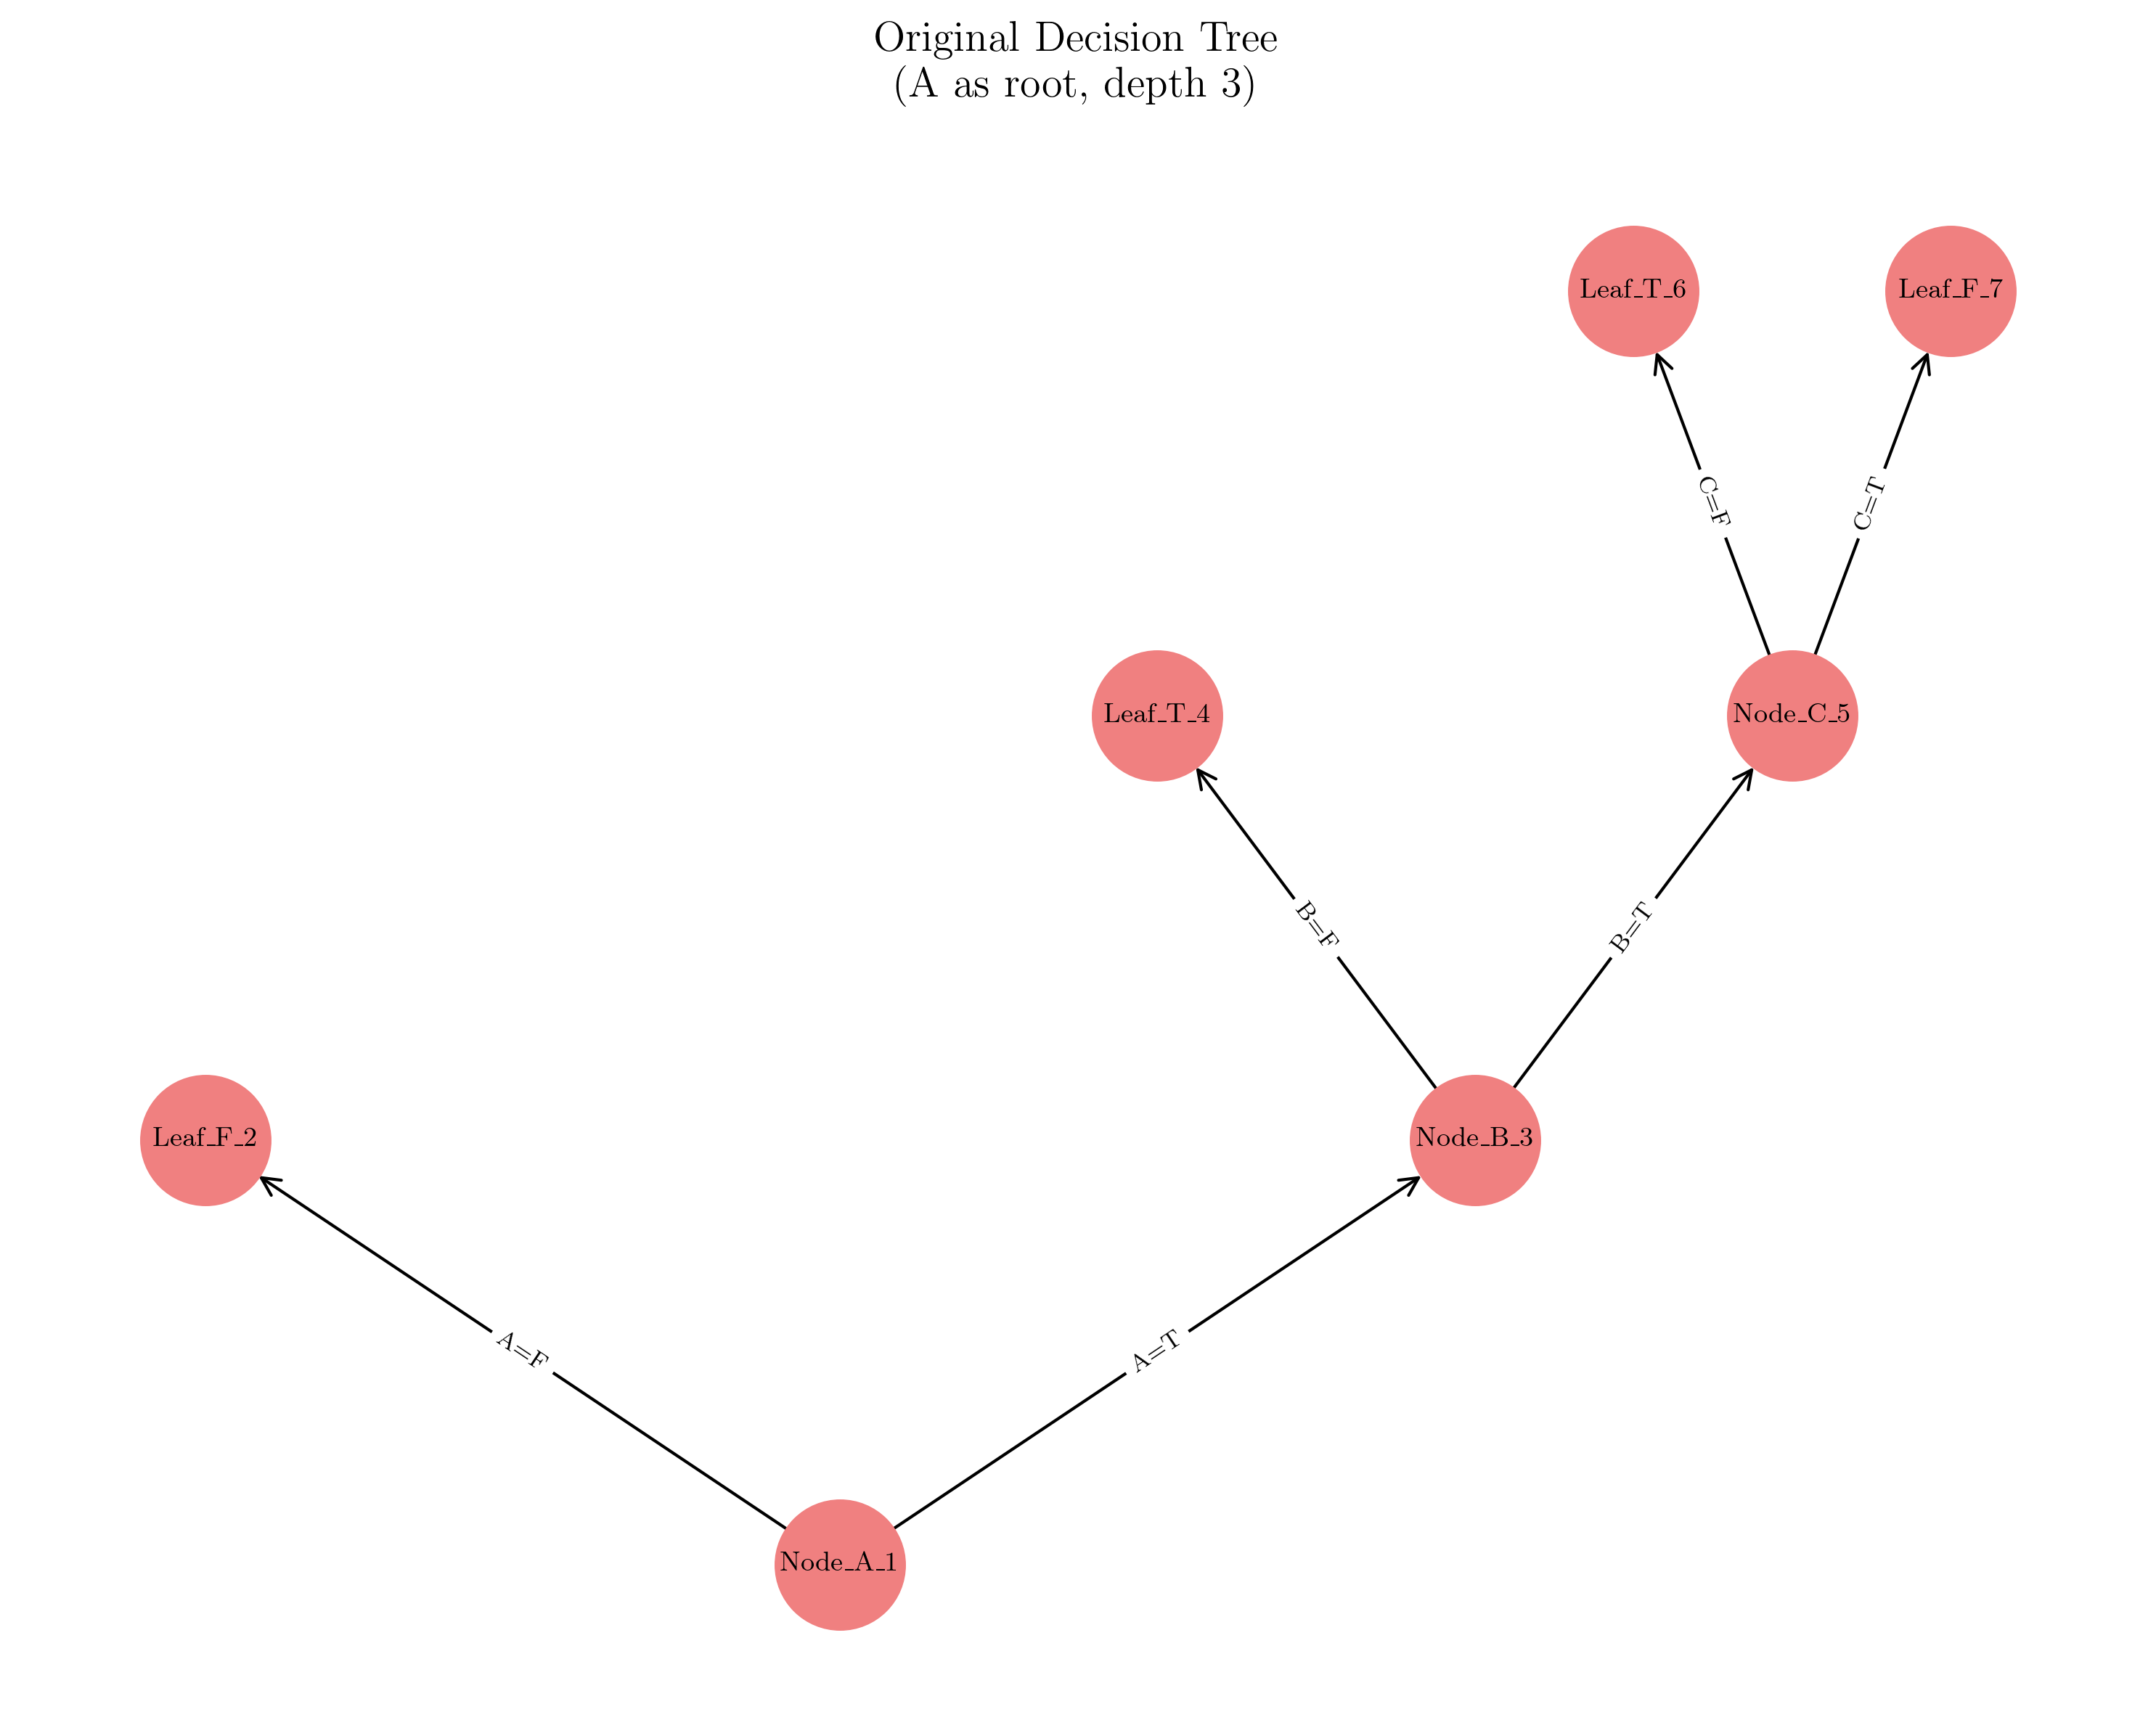 Original Decision Tree
(A as root, depth 3)
Leaf_T_6
Leaf_F_7
C=F
C=T
Leaf_T_4
Node_C_5
B=F
B=T
Leaf_F_2
Node_B_3
A=F
A=T
Node_A_1